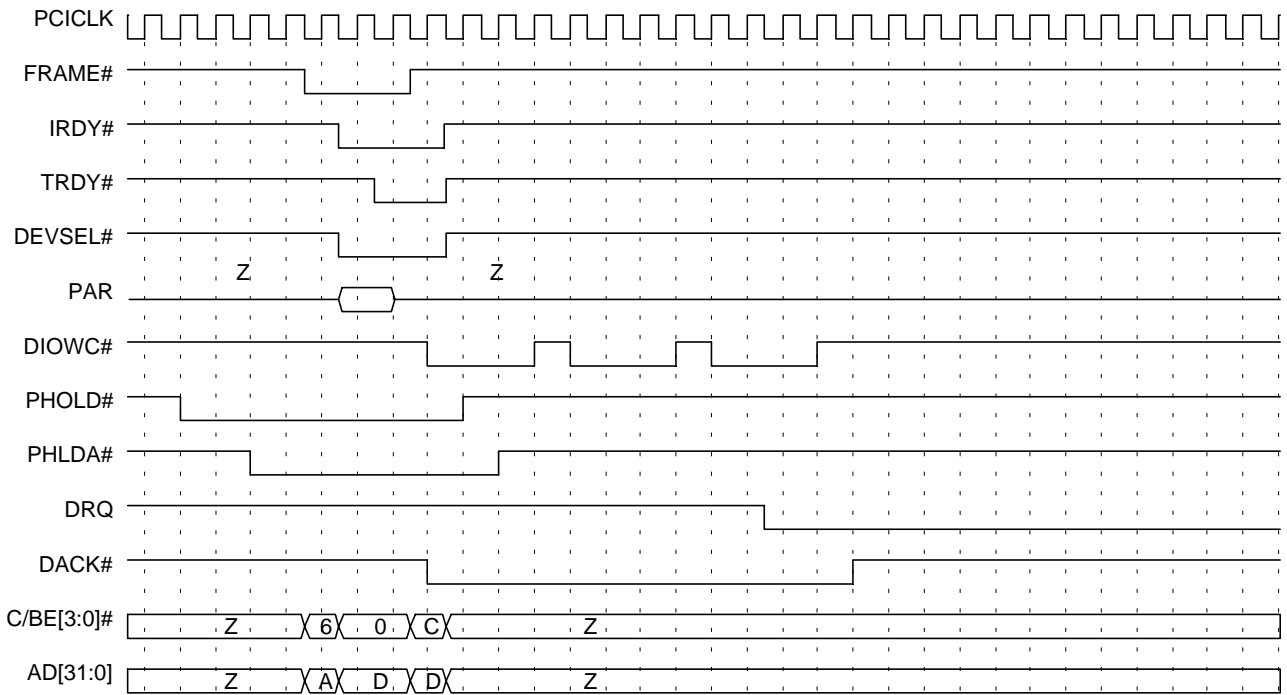 PCICLK
FRAME#
IRDY#
TRDY#
DEVSEL#
Z Z
PAR
DIOWC#
PHOLD#
PHLDA#
DRQ
DACK#
C/BE[3:0]# Z 6 0 C Z
AD[31:0] Z A D D Z